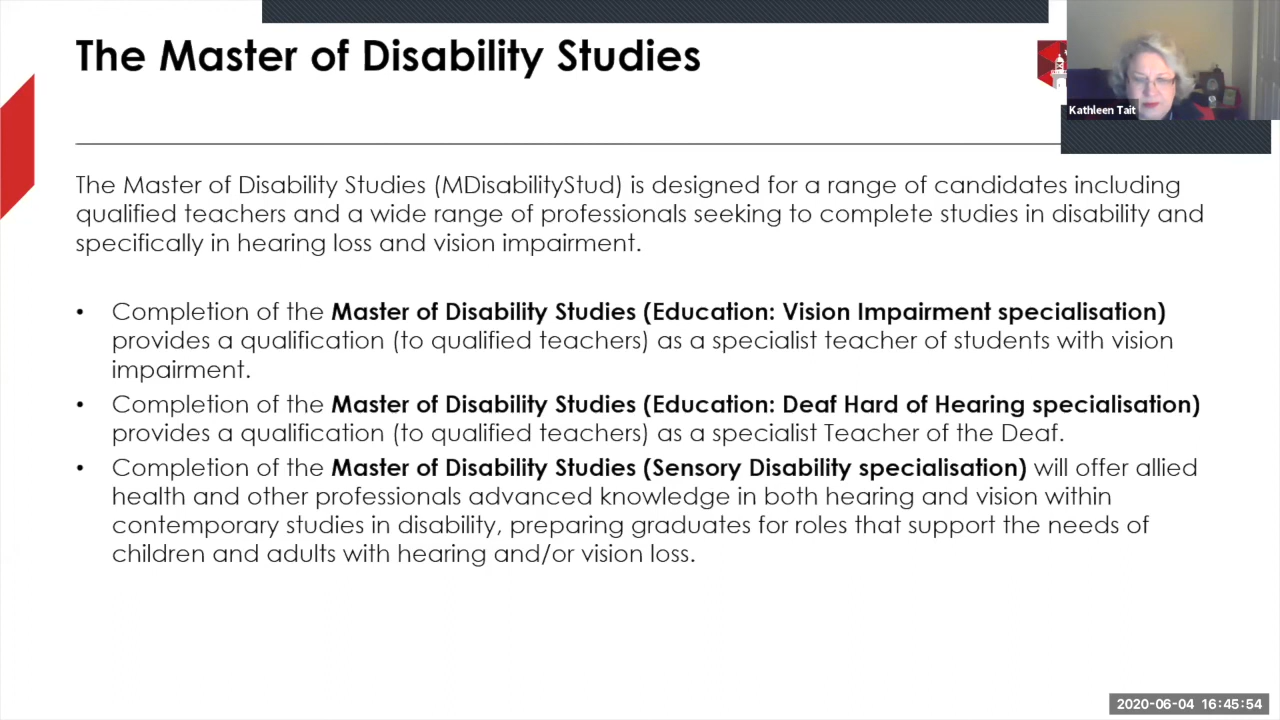 The Master of Disability Studies
Kathleen Tait
The Master of Disability Studies (MDisabilityStud) is designed for a range of candidates including
qualified teachers and a wide range of professionals seeking to complete studies in disability and
specifically in hearing loss and vision impairment.
• Completion of the Master of Disability Studies (Education: Vision Impairment specialisation)
provides a qualification (to qualified teachers) as a specialist teacher of students with vision
impairment.
• Completion of the Master of Disability Studies (Education: Deaf Hard of Hearing specialisation)
provides a qualification (to qualified teachers) as a specialist Teacher of the Deaf.
• Completion of the Master of Disability Studies (Sensory Disability specialisation) will offer allied
health and other professionals advanced knowledge in both hearing and vision within
contemporary studies in disability, preparing graduates for roles that support the needs of
children and adults with hearing and/or vision loss.
2020-06-04 16:45:54